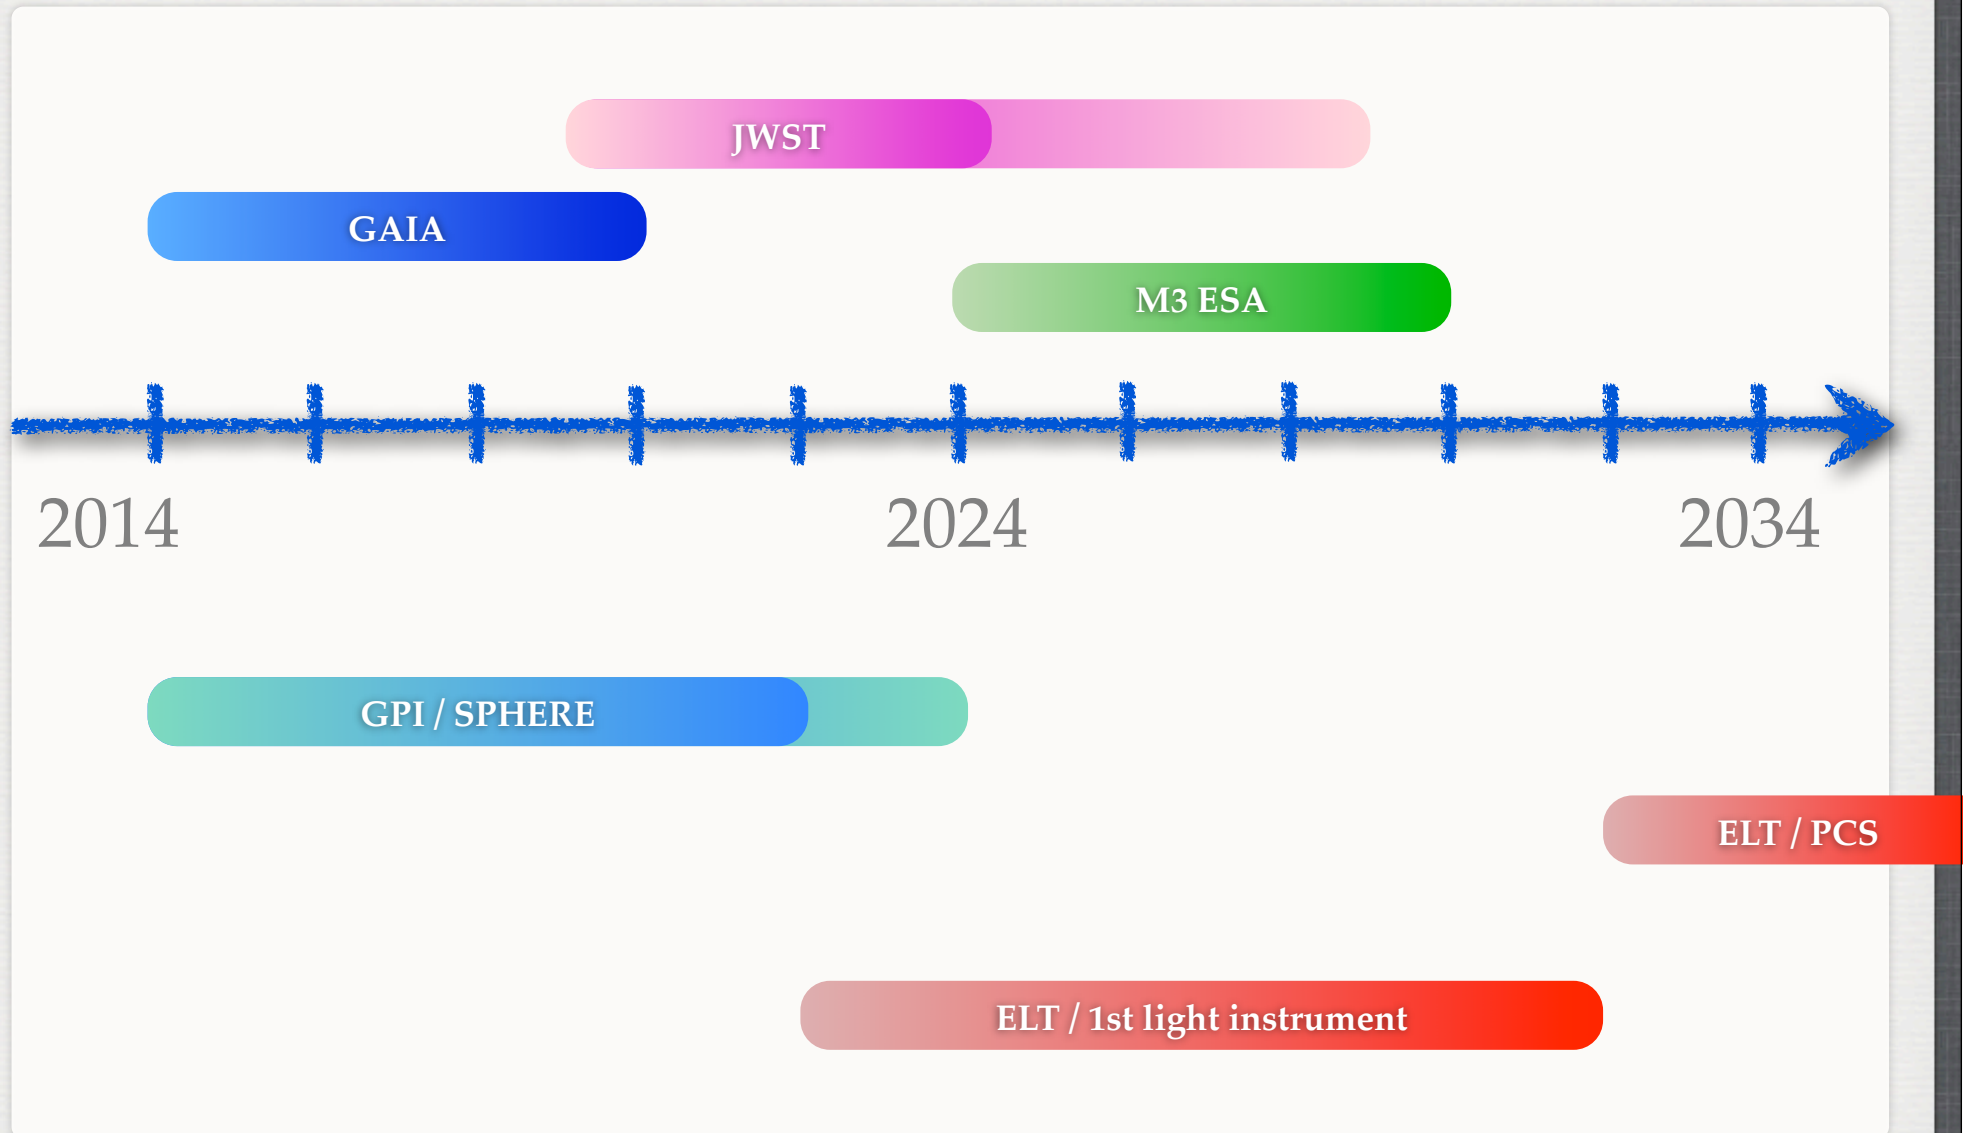 JWST
GAIA
M3 ESA
2014
2024
2034
GPI / SPHERE
ELT / PCS
ELT / 1st light instrument